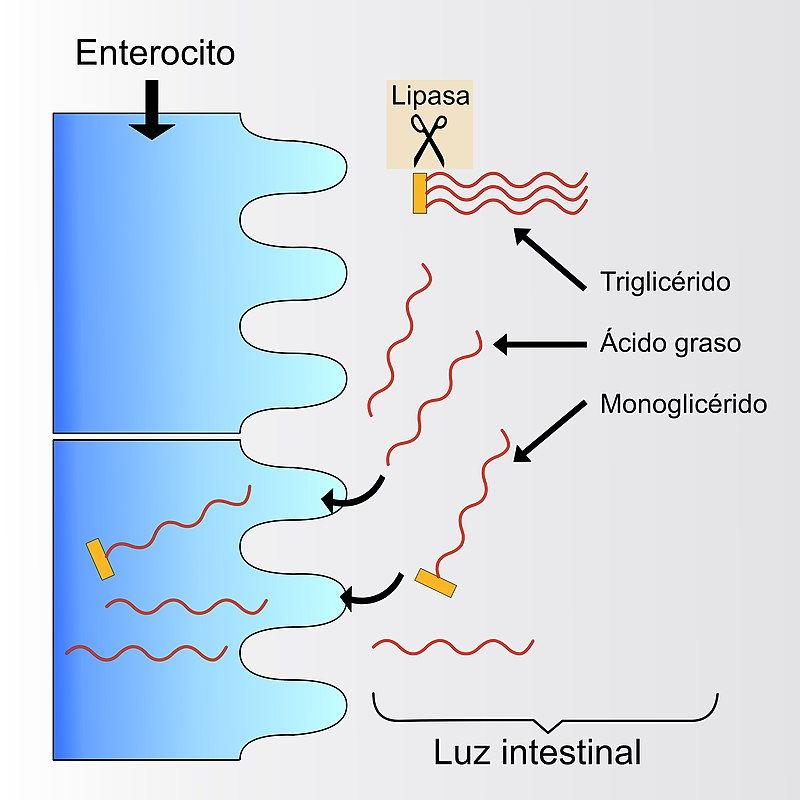 Enterocito
Lipasa
Triglicérido
Ácido graso
Monoglicérido
Luz intestinal